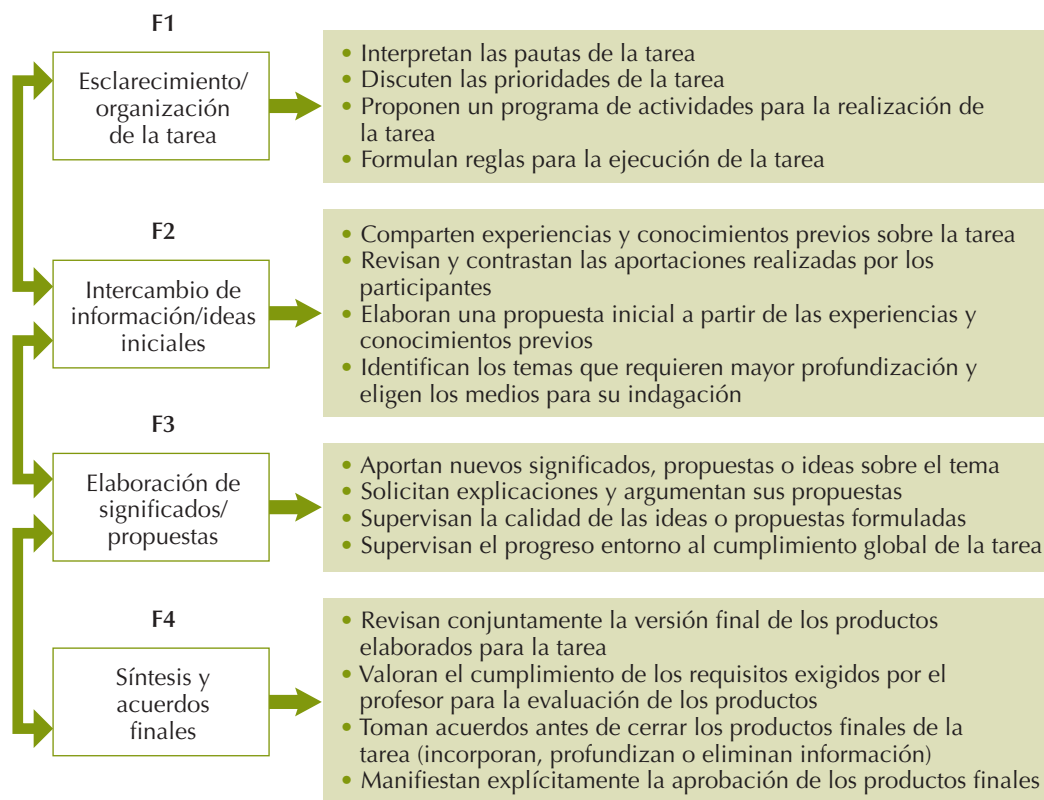 F1
Esclarecimiento/
organización
de la tarea
• Interpretan las pautas de la tarea
• Discuten las prioridades de la tarea
• Proponen un programa de actividades para la realización de
la tarea
• Formulan reglas para la ejecución de la tarea
F2
Intercambio de
información/ideas
iniciales
• Comparten experiencias y conocimientos previos sobre la tarea
• Revisan y contrastan las aportaciones realizadas por los
participantes
• Elaboran una propuesta inicial a partir de las experiencias y
conocimientos previos
• Identifican los temas que requieren mayor profundización y
eligen los medios para su indagación
F3
Elaboración de
significados/
propuestas
• Aportan nuevos significados, propuestas o ideas sobre el tema
• Solicitan explicaciones y argumentan sus propuestas
• Supervisan la calidad de las ideas o propuestas formuladas
• Supervisan el progreso entorno al cumplimiento global de la tarea
F4
Síntesis y
acuerdos
finales
• Revisan conjuntamente la versión final de los productos
elaborados para la tarea
• Valoran el cumplimiento de los requisitos exigidos por el
profesor para la evaluación de los productos
• Toman acuerdos antes de cerrar los productos finales de la
tarea (incorporan, profundizan o eliminan información)
• Manifiestan explícitamente la aprobación de los productos finales